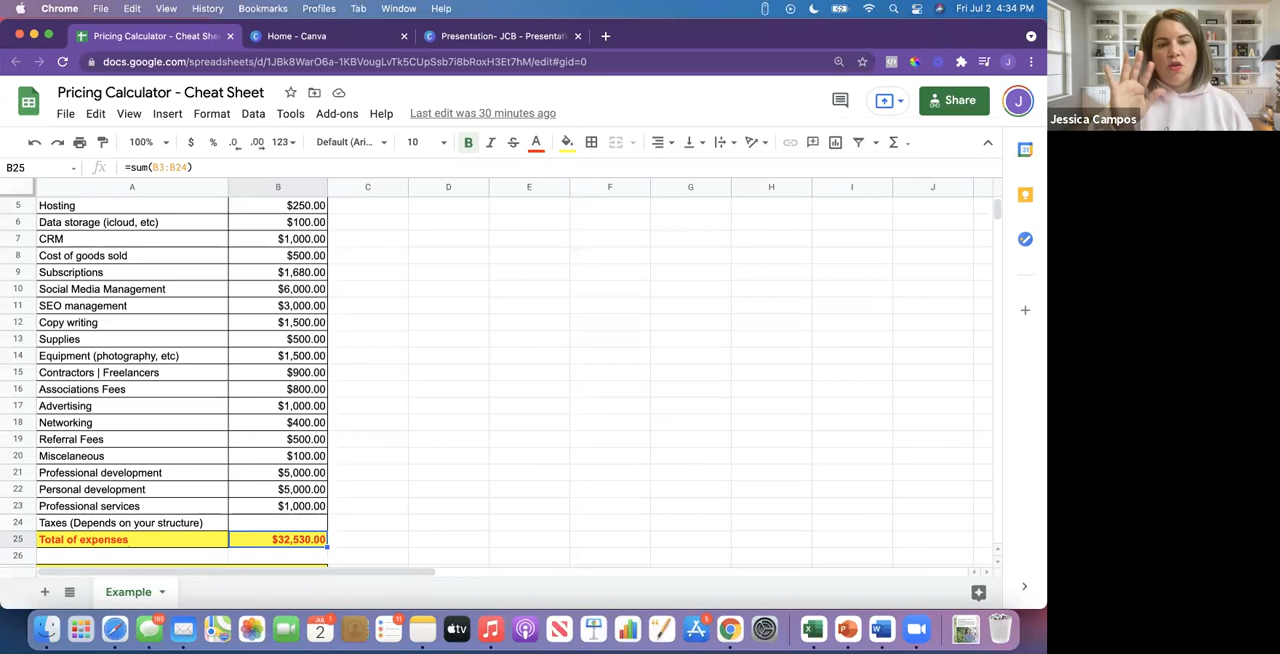 Chrome File Edit View History Bookmarks Profiles Tab Window Help Fri Jul 2 4:34 PM
Pricing Calculator - Cheat She Home - Canva Presentation- JCB - Presentati
docs.google.com/spreadsheets/d/1JBk8WarO6a-1KBVougLvTk5CUpSsb7i8bRoxH3Et7hM/edit#gid=0
Pricing Calculator - Cheat Sheet
File Edit View Insert Format Data Tools Add-ons Help Last edit was 30 minutes ago
Share J
Jessica Campos
100% $ % .0 .00 123 Default (Ari... 10 B I S A
B25 fx =sum(B3:B24)
A B C D E F G H I J
5 Hosting $250.00
6 Data storage (icloud, etc) $100.00
7 CRM $1,000.00
8 Cost of goods sold $500.00
9 Subscriptions $1,680.00
10 Social Media Management $6,000.00
11 SEO management $3,000.00
12 Copy writing $1,500.00
13 Supplies $500.00
14 Equipment (photography, etc) $1,500.00
15 Contractors | Freelancers $900.00
16 Associations Fees $800.00
17 Advertising $1,000.00
18 Networking $400.00
19 Referral Fees $500.00
20 Miscelaneous $100.00
21 Professional development $5,000.00
22 Personal development $5,000.00
23 Professional services $1,000.00
24 Taxes (Depends on your structure)
25 Total of expenses $32,530.00
26
Example